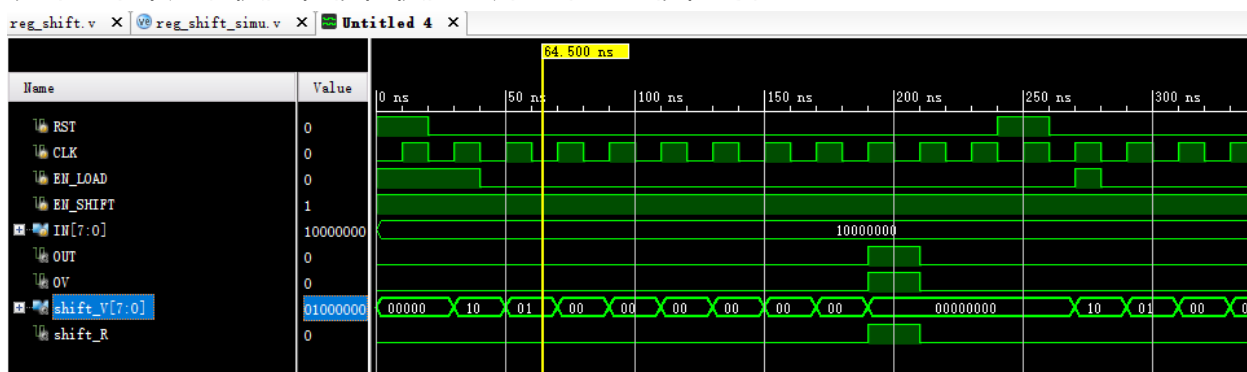 reg_shift.v × reg_shift_simu.v × Untitled 4 ×
64.500 ns
Name Value
0 ns 50 ns 100 ns 150 ns 200 ns 250 ns 300 ns
RST 0
CLK 0
EN_LOAD 0
EN_SHIFT 1
IN[7:0] 10000000 10000000
OUT 0
OV 0
shift_V[7:0] 01000000 00000 10 01 00 00 00 00 00 00 00000000 10 01 00
shift_R 0